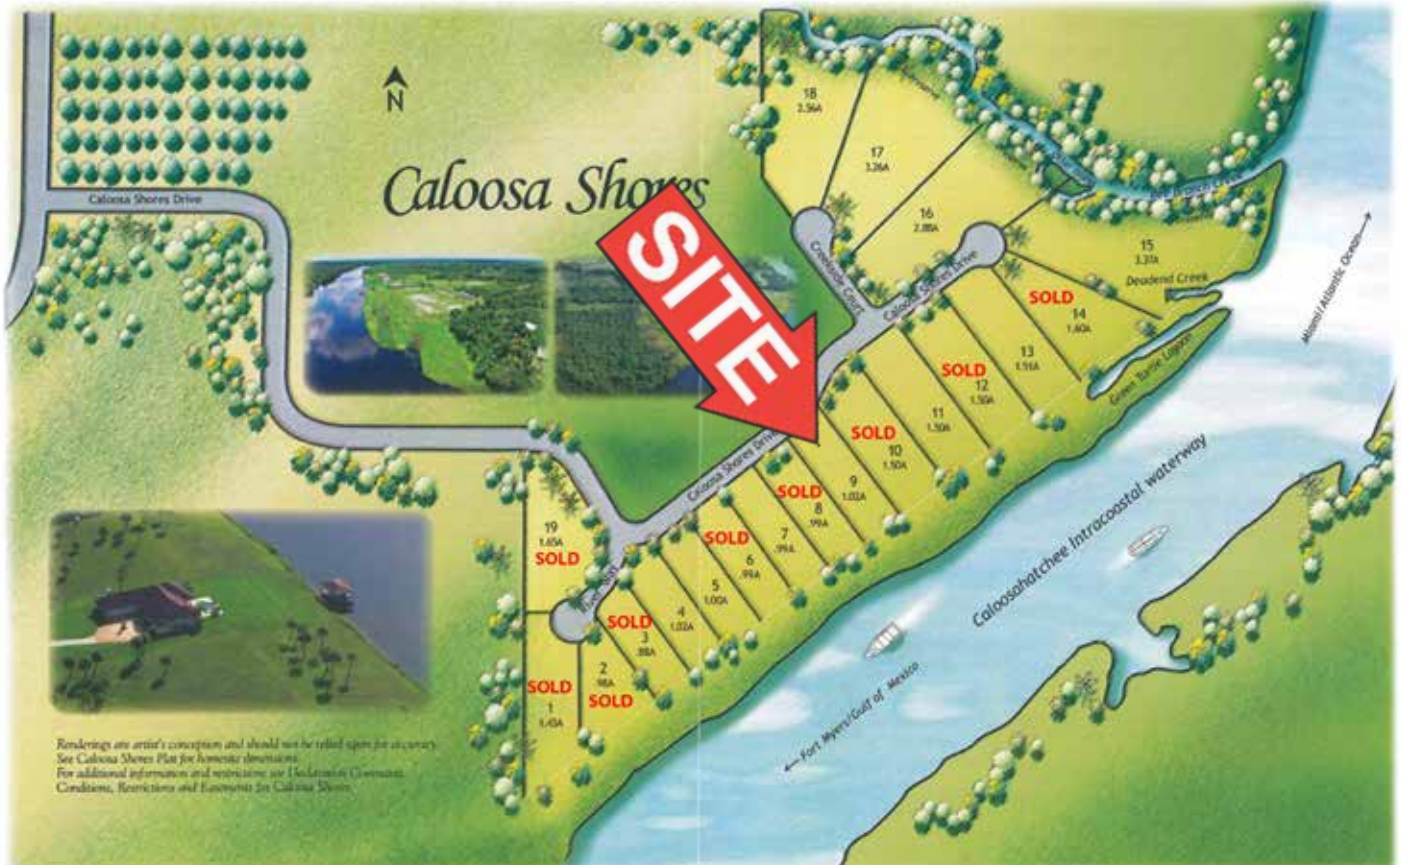 18
2.36A
N
17
3.26A
Caloosa Shores
Caloosa Shores Drive
SITE
16
2.88A
15
3.37A
Creekside Court
Caloosa Shores Drive
Deadend Creek
Miami/Atlantic Ocean
SOLD
14
1.60A
Green Turtle Lagoon
13
1.51A
SOLD
12
1.50A
11
1.50A
SOLD
10
1.50A
Caloosa Shores Drive
9
1.02A
SOLD
8
.99A
7
.99A
SOLD
6
.99A
5
1.00A
4
1.02A
SOLD
3
.88A
19
1.65A
SOLD
2
.98A
SOLD
SOLD
1
1.43A
Caloosahatchee Intracoastal waterway
Fort Myers/Gulf of Mexico
Renderings are artist's conception and should not be relied upon for accuracy.
See Caloosa Shores Plat for homesite dimensions.
For additional information and restrictions see Declaration Covenants,
Conditions, Restrictions and Easements for Caloosa Shores.